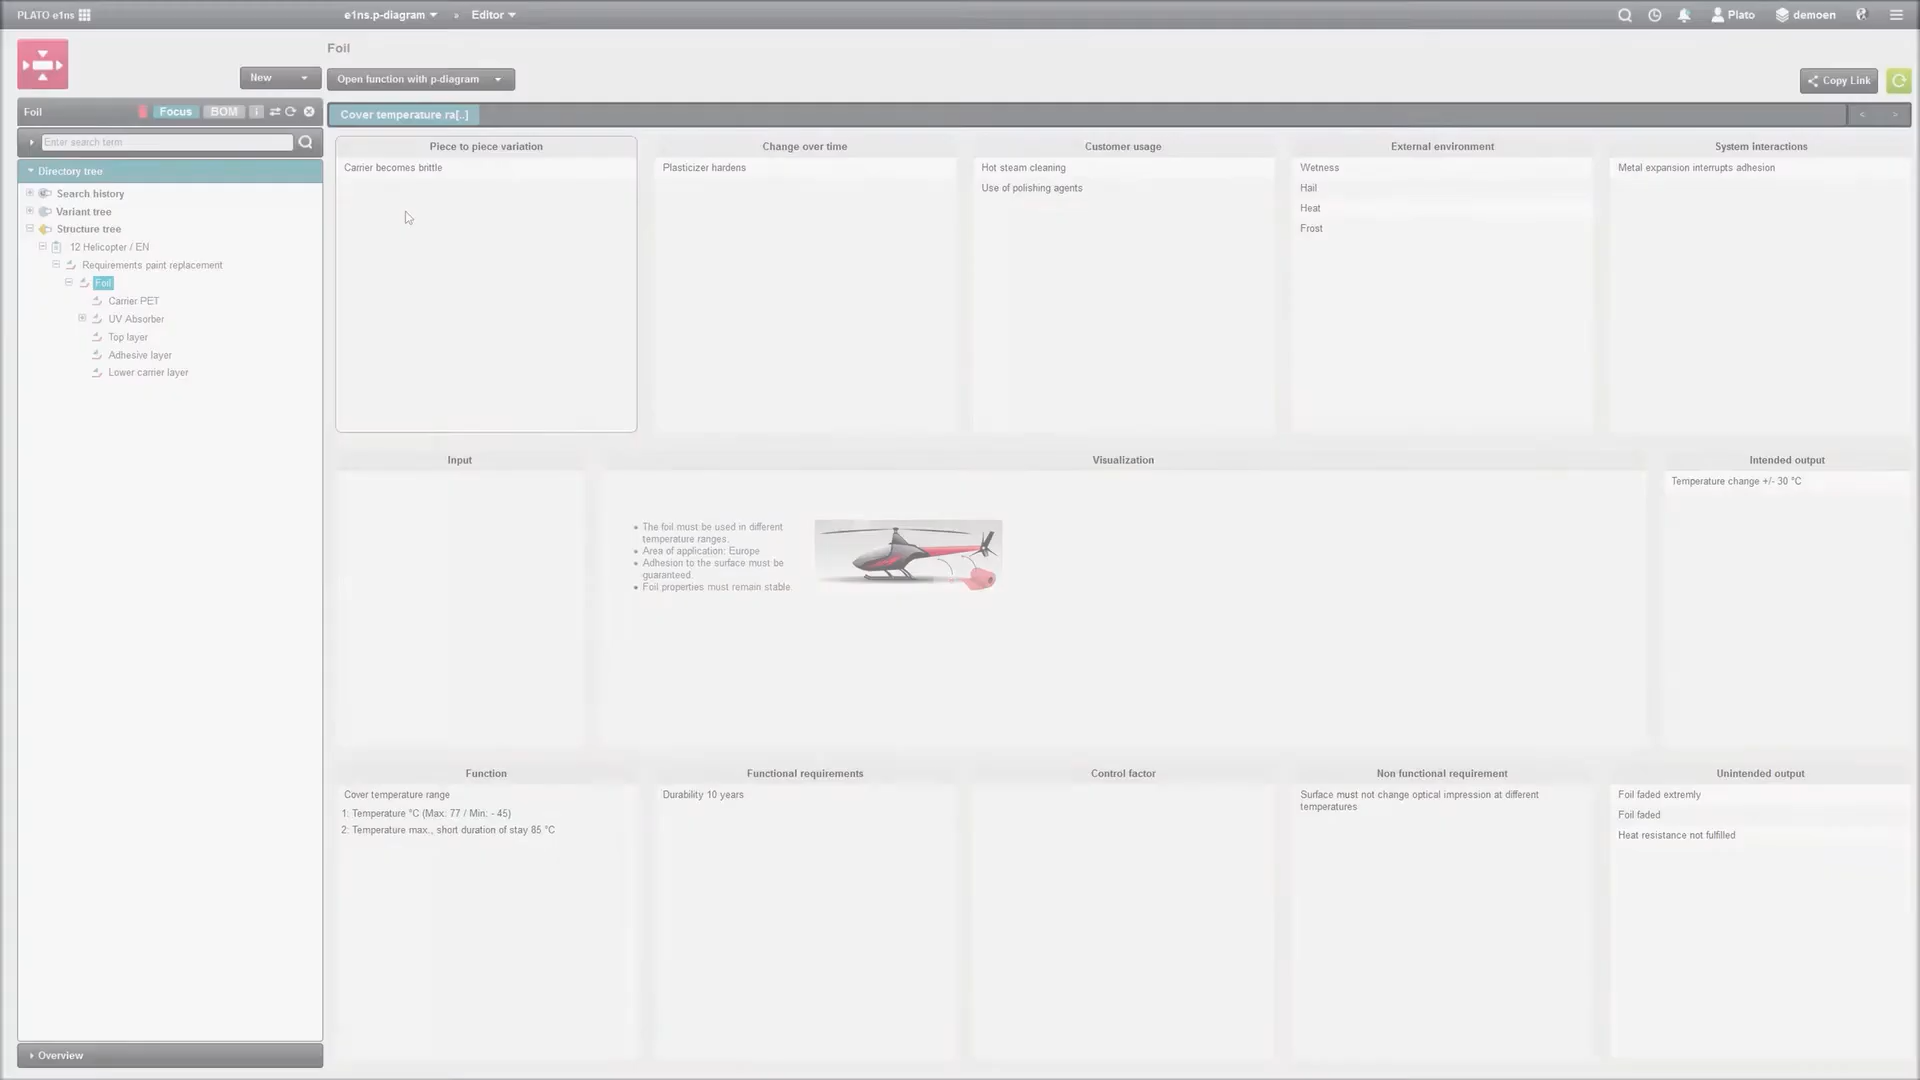 PLATO e1ns
e1ns.p-diagram
»
Editor
Plato
demoen
Foil
New
Open function with p-diagram
Copy Link
Foil
Focus
BOM
i
Cover temperature ra[..]
<
>
Enter search term
Directory tree
Search history
Variant tree
Structure tree
12 Helicopter / EN
Requirements paint replacement
Foil
Carrier PET
UV Absorber
Top layer
Adhesive layer
Lower carrier layer
Overview
Piece to piece variation
Carrier becomes brittle
Change over time
Plasticizer hardens
Customer usage
Hot steam cleaning
Use of polishing agents
External environment
Wetness
Hail
Heat
Frost
System interactions
Metal expansion interrupts adhesion
Input
Visualization
• The foil must be used in different
temperature ranges.
• Area of application: Europe
• Adhesion to the surface must be
guaranteed.
• Foil properties must remain stable.
Intended output
Temperature change +/- 30 °C
Function
Cover temperature range
1: Temperature °C (Max: 77 / Min: - 45)
2: Temperature max., short duration of stay 85 °C
Functional requirements
Durability 10 years
Control factor
Non functional requirement
Surface must not change optical impression at different
temperatures
Unintended output
Foil faded extremly
Foil faded
Heat resistance not fulfilled